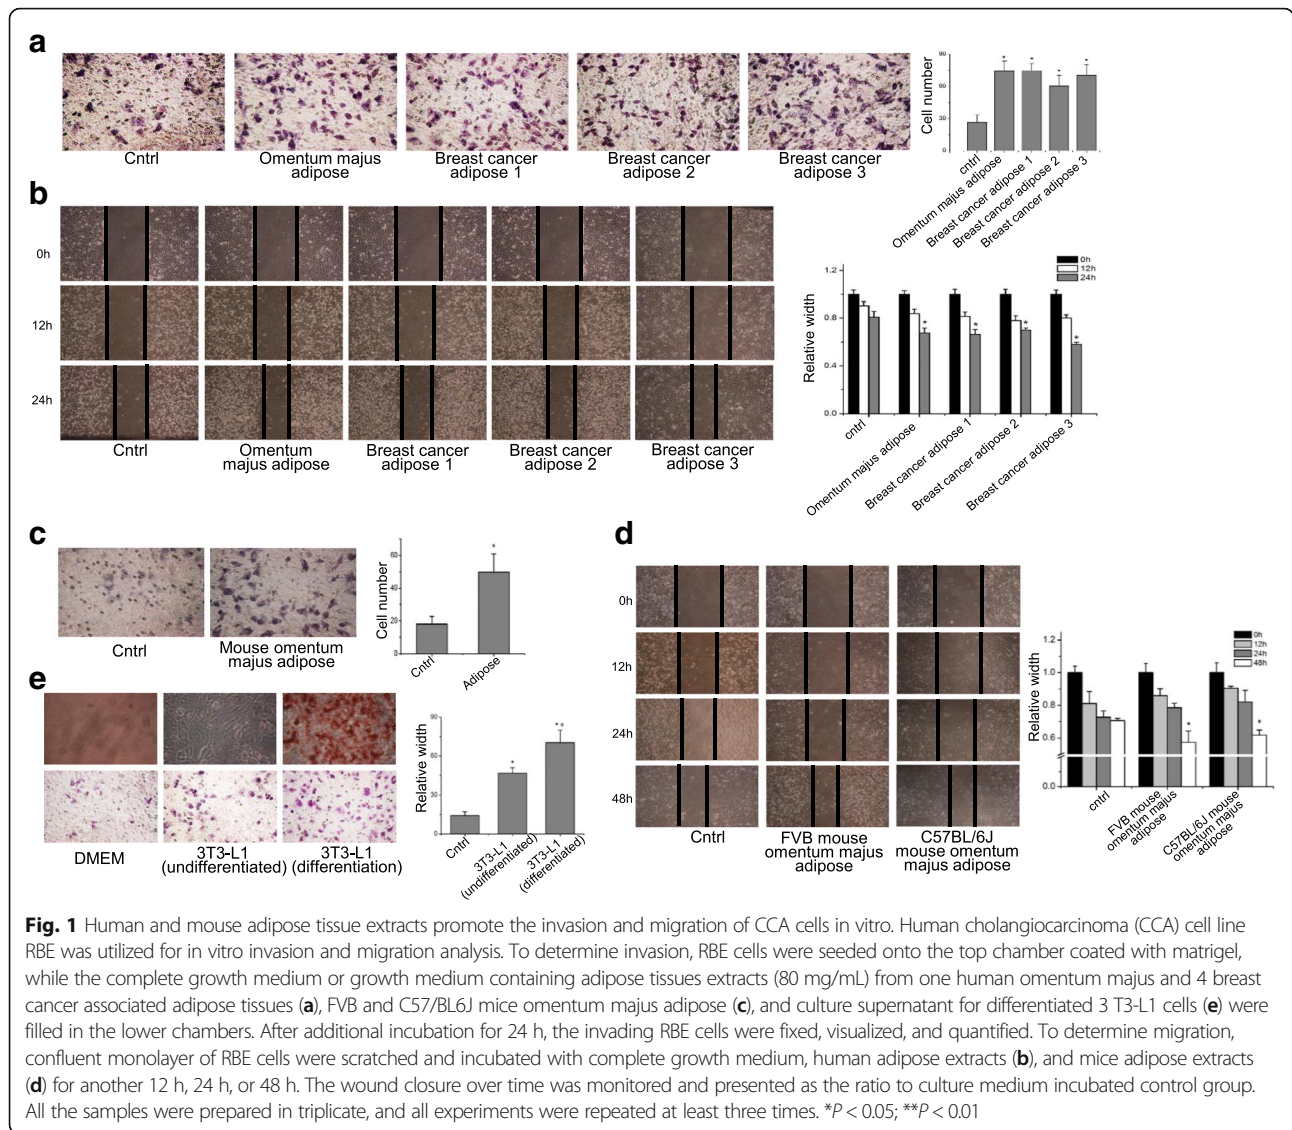 a
Cntrl
Omentum majus
adipose
Breast cancer
adipose 1
Breast cancer
adipose 2
Breast cancer
adipose 3
Cell number
90
60
30
0
cntrl
Omentum majus adipose
Breast cancer adipose 1
Breast cancer adipose 2
Breast cancer adipose 3
* * * *
b
0h
12h
24h
Cntrl
Omentum
majus adipose
Breast cancer
adipose 1
Breast cancer
adipose 2
Breast cancer
adipose 3
Relative width
1.2
0.8
0.4
0.0
0h
12h
24h
* * * *
cntrl
Omentum majus adipose
Breast cancer adipose 1
Breast cancer adipose 2
Breast cancer adipose 3
c
Cntrl
Mouse omentum
majus adipose
Cell number
60
40
20
0
*
Cntrl
Adipose
d
0h
12h
24h
48h
Cntrl
FVB mouse
omentum majus
adipose
C57BL/6J
mouse omentum
majus adipose
Relative width
1.2
1.0
0.8
0.6
0.0
0h
12h
24h
48h
* *
cntrl
FVB mouse
omentum majus
adipose
C57BL/6J mouse
omentum majus
adipose
e
DMEM
3T3-L1
(undifferentiated)
3T3-L1
(differentiation)
Relative width
90
60
30
0
*
**
Cntrl
3T3-L1
(undifferentiated)
3T3-L1
(differentiated)
Fig. 1 Human and mouse adipose tissue extracts promote the invasion and migration of CCA cells in vitro. Human cholangiocarcinoma (CCA) cell line
RBE was utilized for in vitro invasion and migration analysis. To determine invasion, RBE cells were seeded onto the top chamber coated with matrigel,
while the complete growth medium or growth medium containing adipose tissues extracts (80 mg/mL) from one human omentum majus and 4 breast
cancer associated adipose tissues (a), FVB and C57/BL6J mice omentum majus adipose (c), and culture supernatant for differentiated 3 T3-L1 cells (e) were
filled in the lower chambers. After additional incubation for 24 h, the invading RBE cells were fixed, visualized, and quantified. To determine migration,
confluent monolayer of RBE cells were scratched and incubated with complete growth medium, human adipose extracts (b), and mice adipose extracts
(d) for another 12 h, 24 h, or 48 h. The wound closure over time was monitored and presented as the ratio to culture medium incubated control group.
All the samples were prepared in triplicate, and all experiments were repeated at least three times. *P < 0.05; **P < 0.01